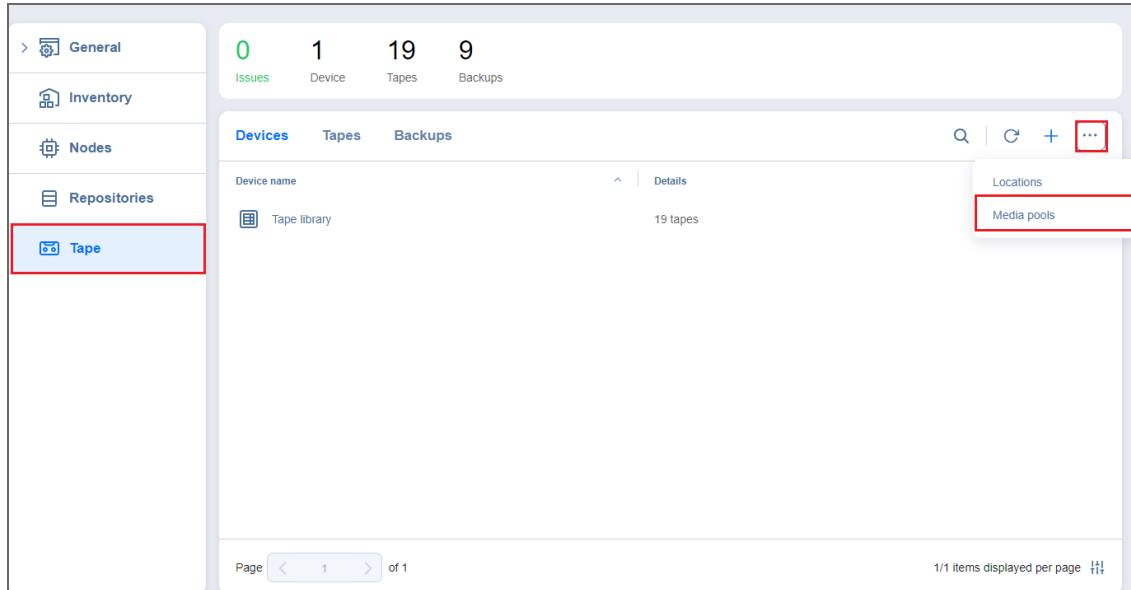 General
Inventory
Nodes
Repositories
Tape
0 1 19 9
Issues Device Tapes Backups
Devices Tapes Backups
Locations
Media pools
Device name Details
Tape library 19 tapes
Page 1 of 1
1/1 items displayed per page